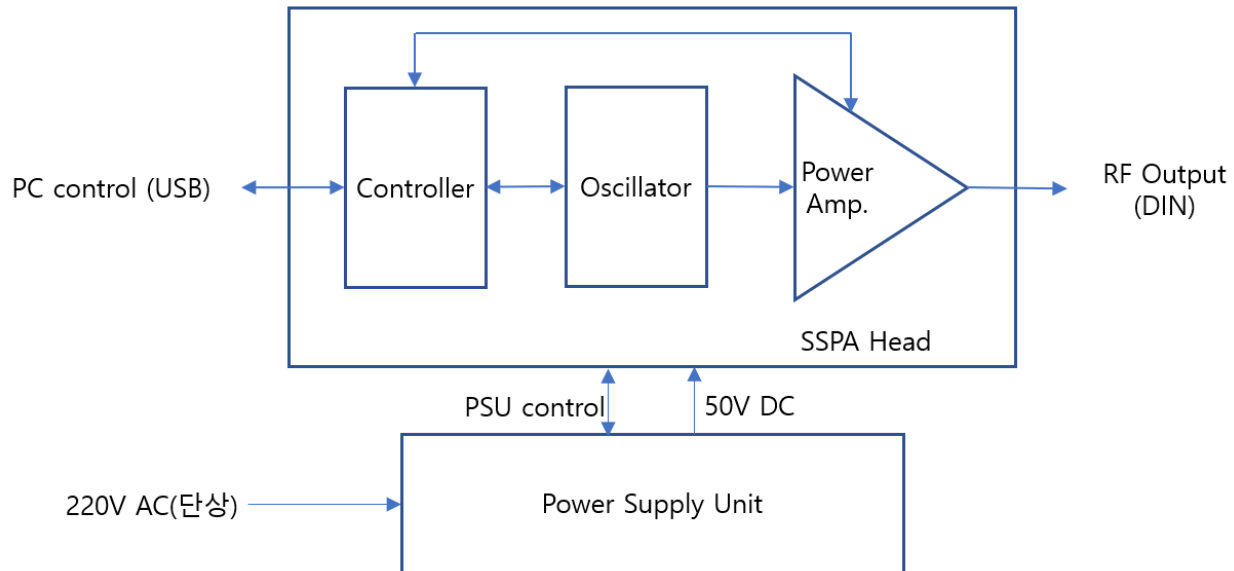 PC control (USB)
Controller
Oscillator
Power
Amp.
RF Output
(DIN)
SSPA Head
PSU control
50V DC
220V AC(단상)
Power Supply Unit